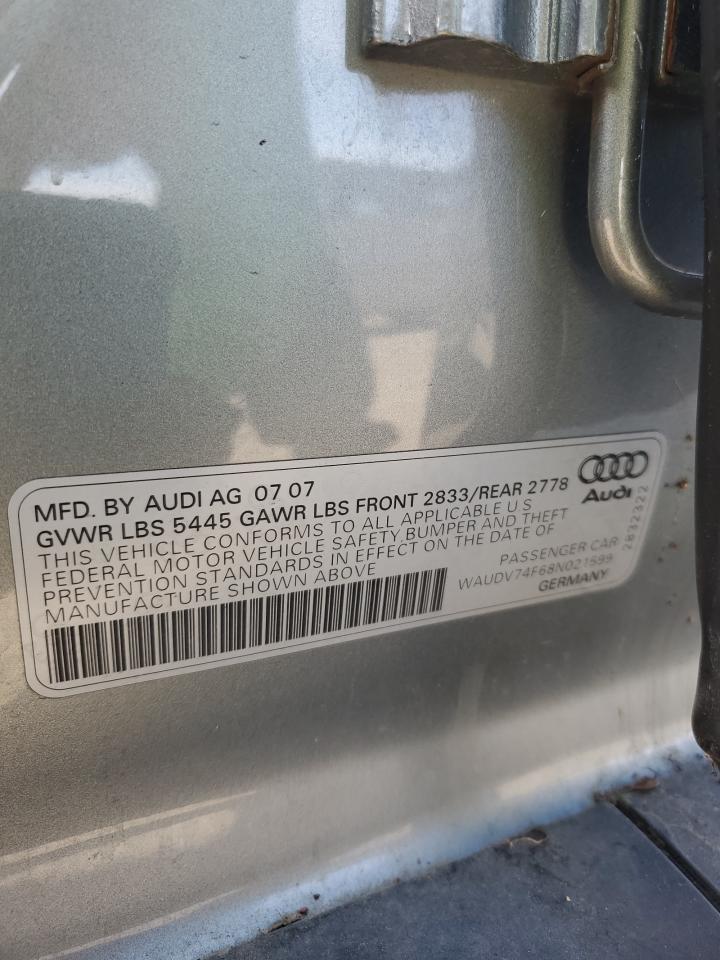 MFD. BY AUDI AG 07 07
GVWR LBS 5445 GAWR LBS FRONT 2833/REAR 2778
THIS VEHICLE CONFORMS TO ALL APPLICABLE U S
FEDERAL MOTOR VEHICLE SAFETY, BUMPER AND THEFT
PREVENTION STANDARDS IN EFFECT ON THE DATE OF
MANUFACTURE SHOWN ABOVE
Audi
PASSENGER CAR
WAUDV74F68N021599
GERMANY
2832322